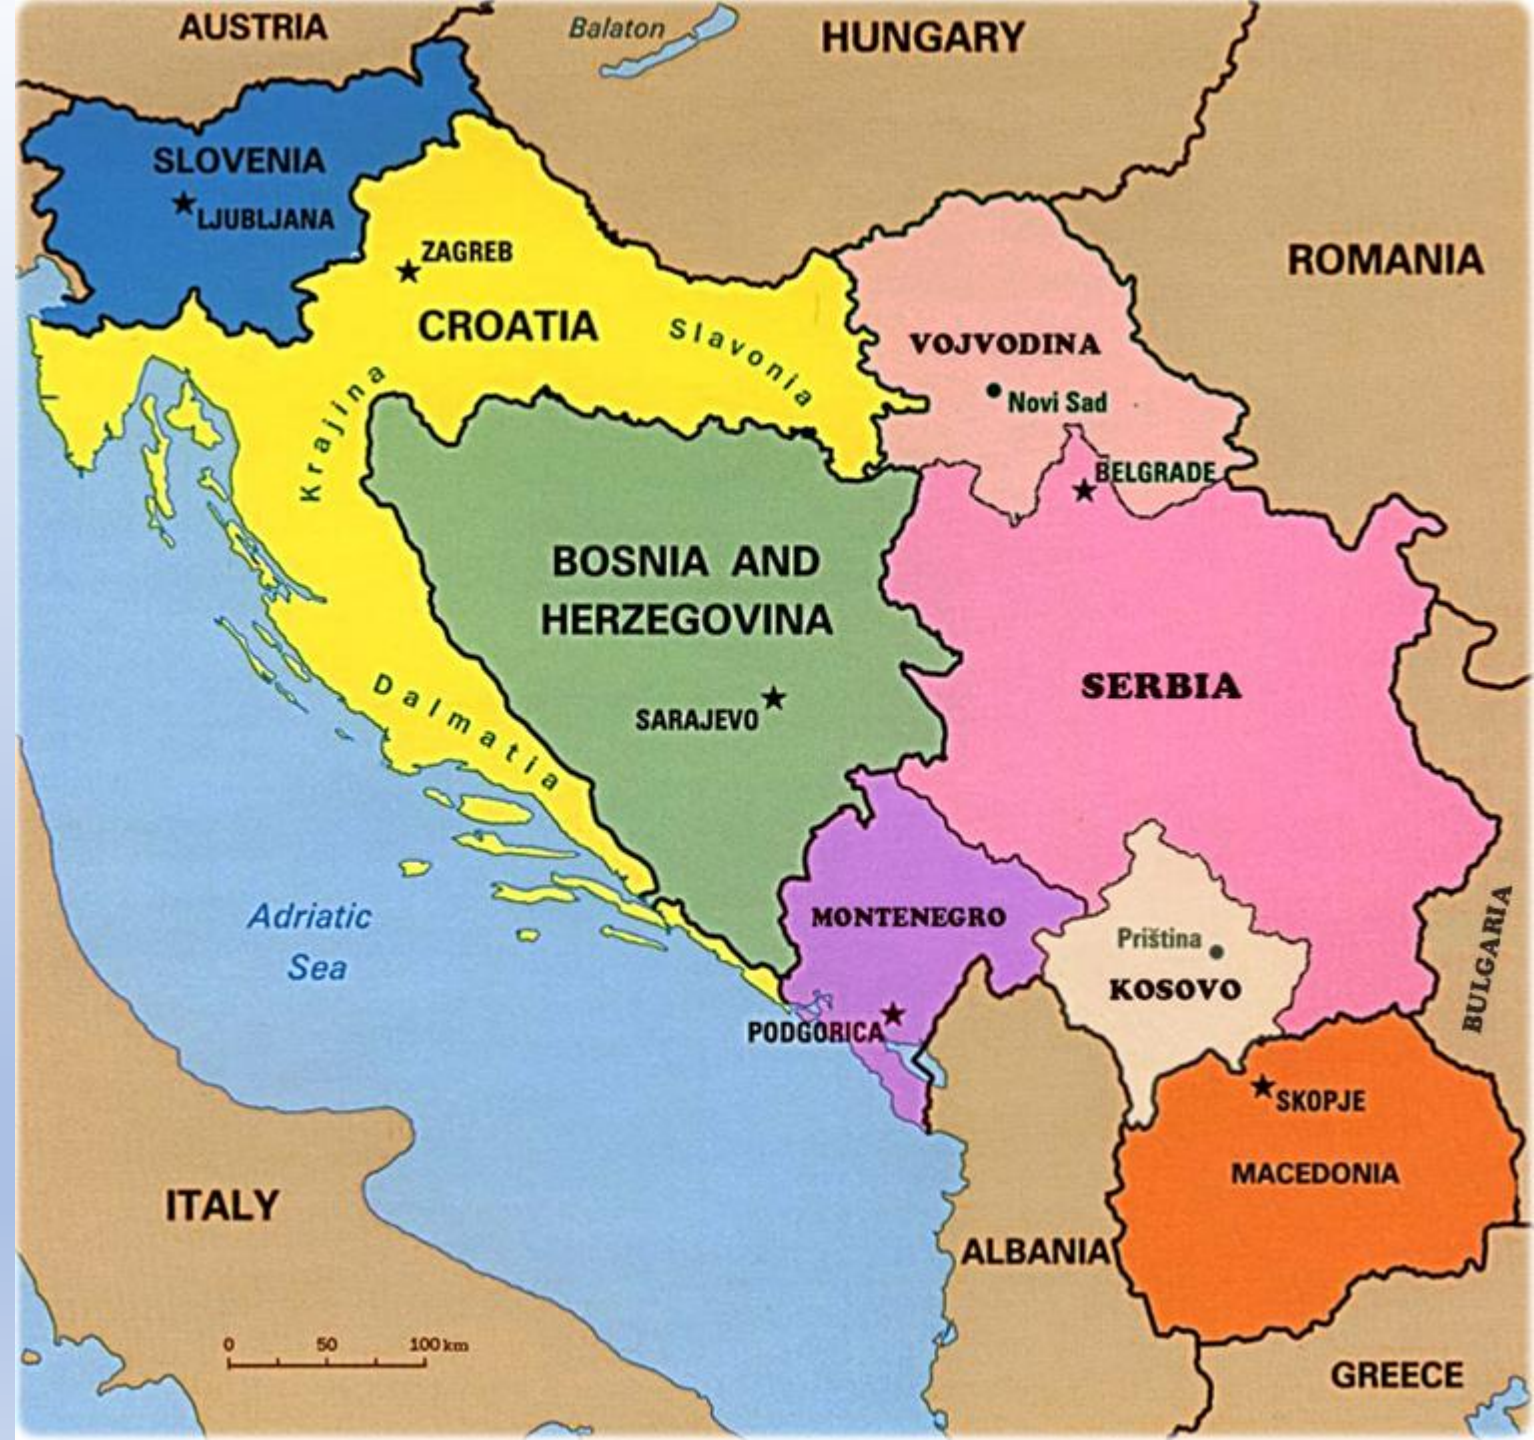 AUSTRIA
Balaton
HUNGARY
SLOVENIA
LJUBLJANA
ZAGREB
CROATIA
Slavonia
Krajina
ROMANIA
VOJVODINA
Novi Sad
BELGRADE
BOSNIA AND
HERZEGOVINA
SARAJEVO
SERBIA
Dalmatia
Adriatic
Sea
MONTENEGRO
PODGORICA
Priština
KOSOVO
BULGARIA
SKOPJE
MACEDONIA
ITALY
ALBANIA
GREECE
0 50 100 km